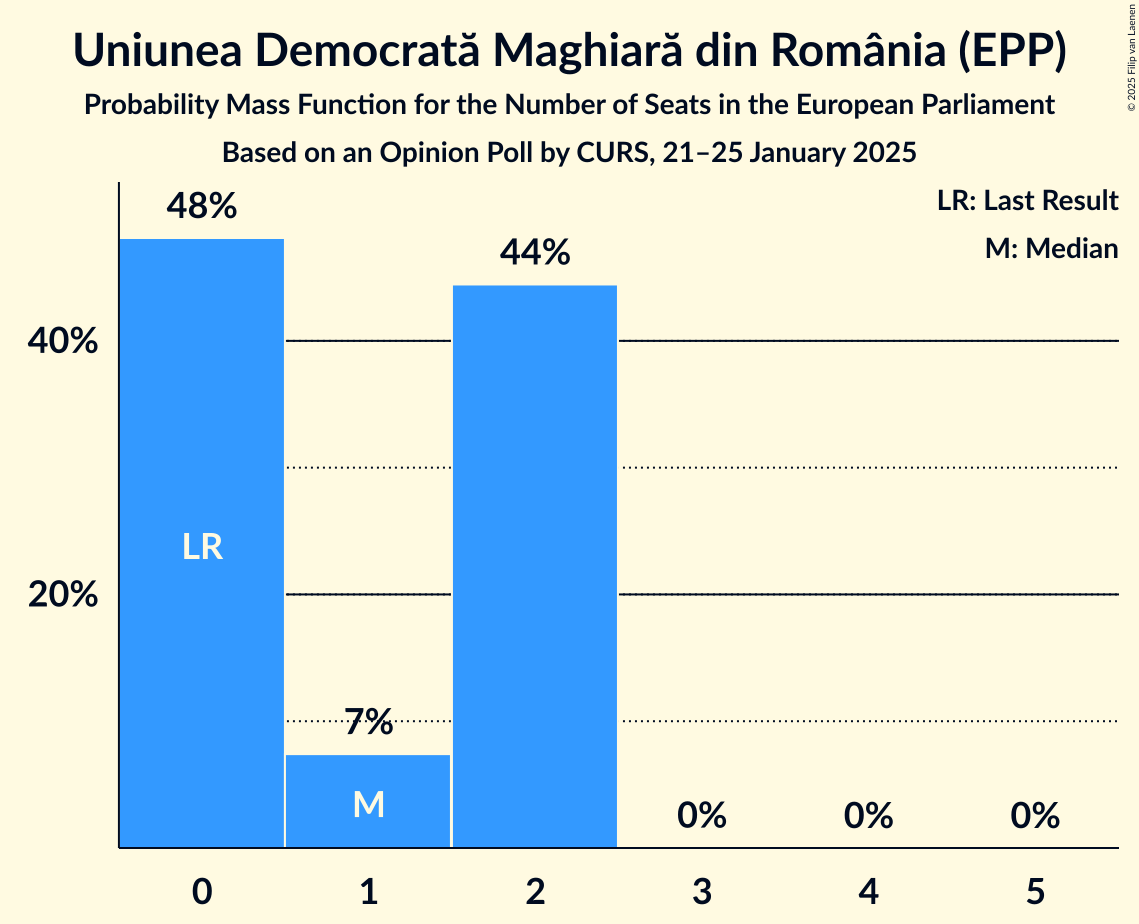 Uniunea Democrată Maghiară din România (EPP)
Probability Mass Function for the Number of Seats in the European Parliament
Based on an Opinion Poll by CURS, 21–25 January 2025
© 2025 Filip van Laenen
LR: Last Result
M: Median
48%
44%
40%
LR
20%
7%
M
0%
0%
0%
0
1
2
3
4
5